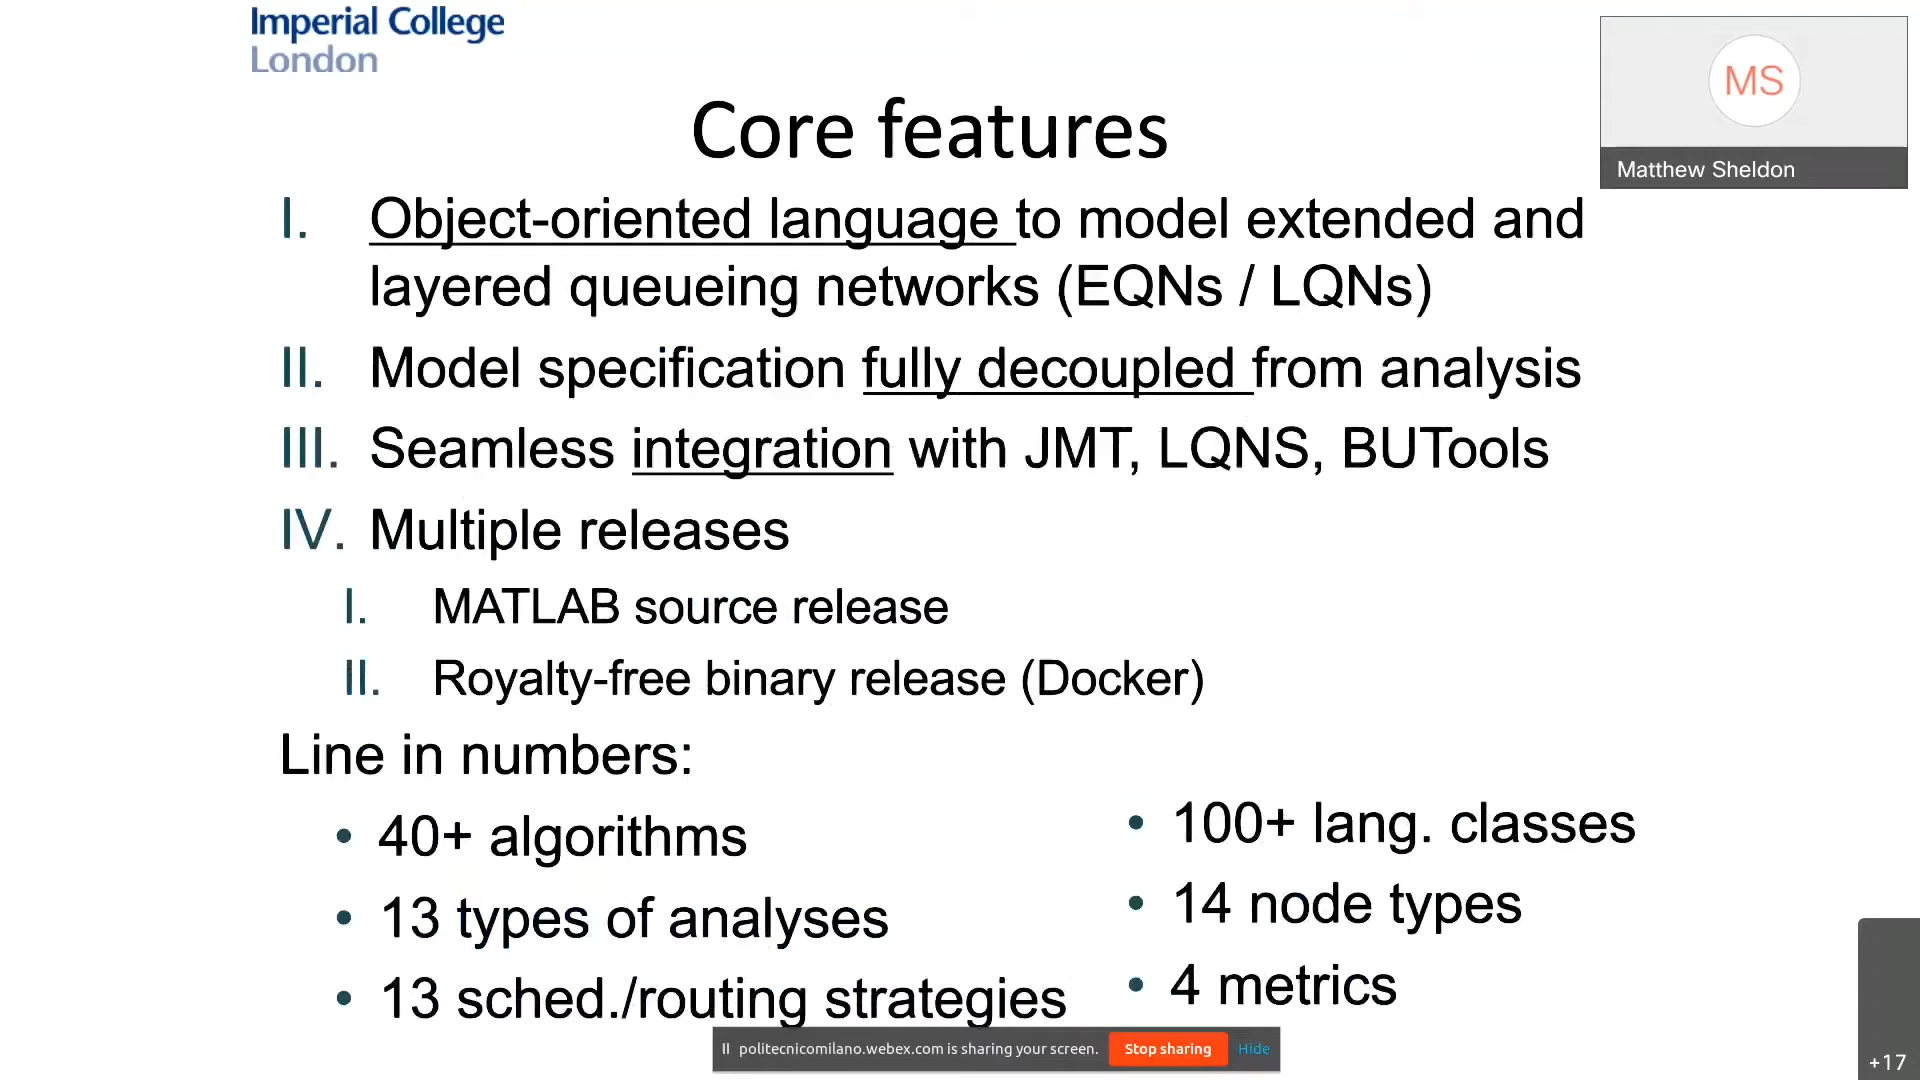 Imperial College
London
MS
Matthew Sheldon
Core features
I. Object-oriented language to model extended and
layered queueing networks (EQNs / LQNs)
II. Model specification fully decoupled from analysis
III. Seamless integration with JMT, LQNS, BUTools
IV. Multiple releases
I. MATLAB source release
II. Royalty-free binary release (Docker)
Line in numbers:
• 40+ algorithms
• 13 types of analyses
• 13 sched./routing strategies
• 100+ lang. classes
• 14 node types
• 4 metrics
politecnicomilano.webex.com is sharing your screen. Stop sharing Hide
+17